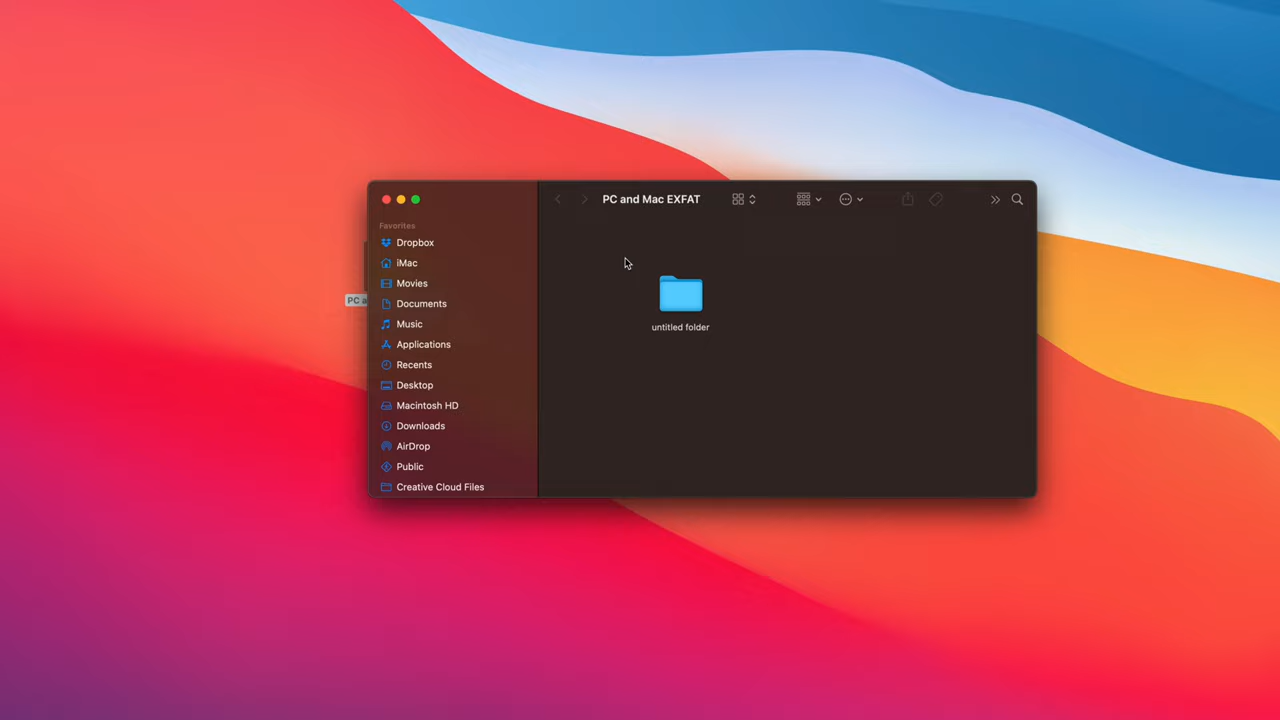 PC and Mac EXFAT
Favorites
Dropbox
iMac
Movies
Documents
Music
Applications
Recents
Desktop
Macintosh HD
Downloads
AirDrop
Public
Creative Cloud Files
untitled folder
PC